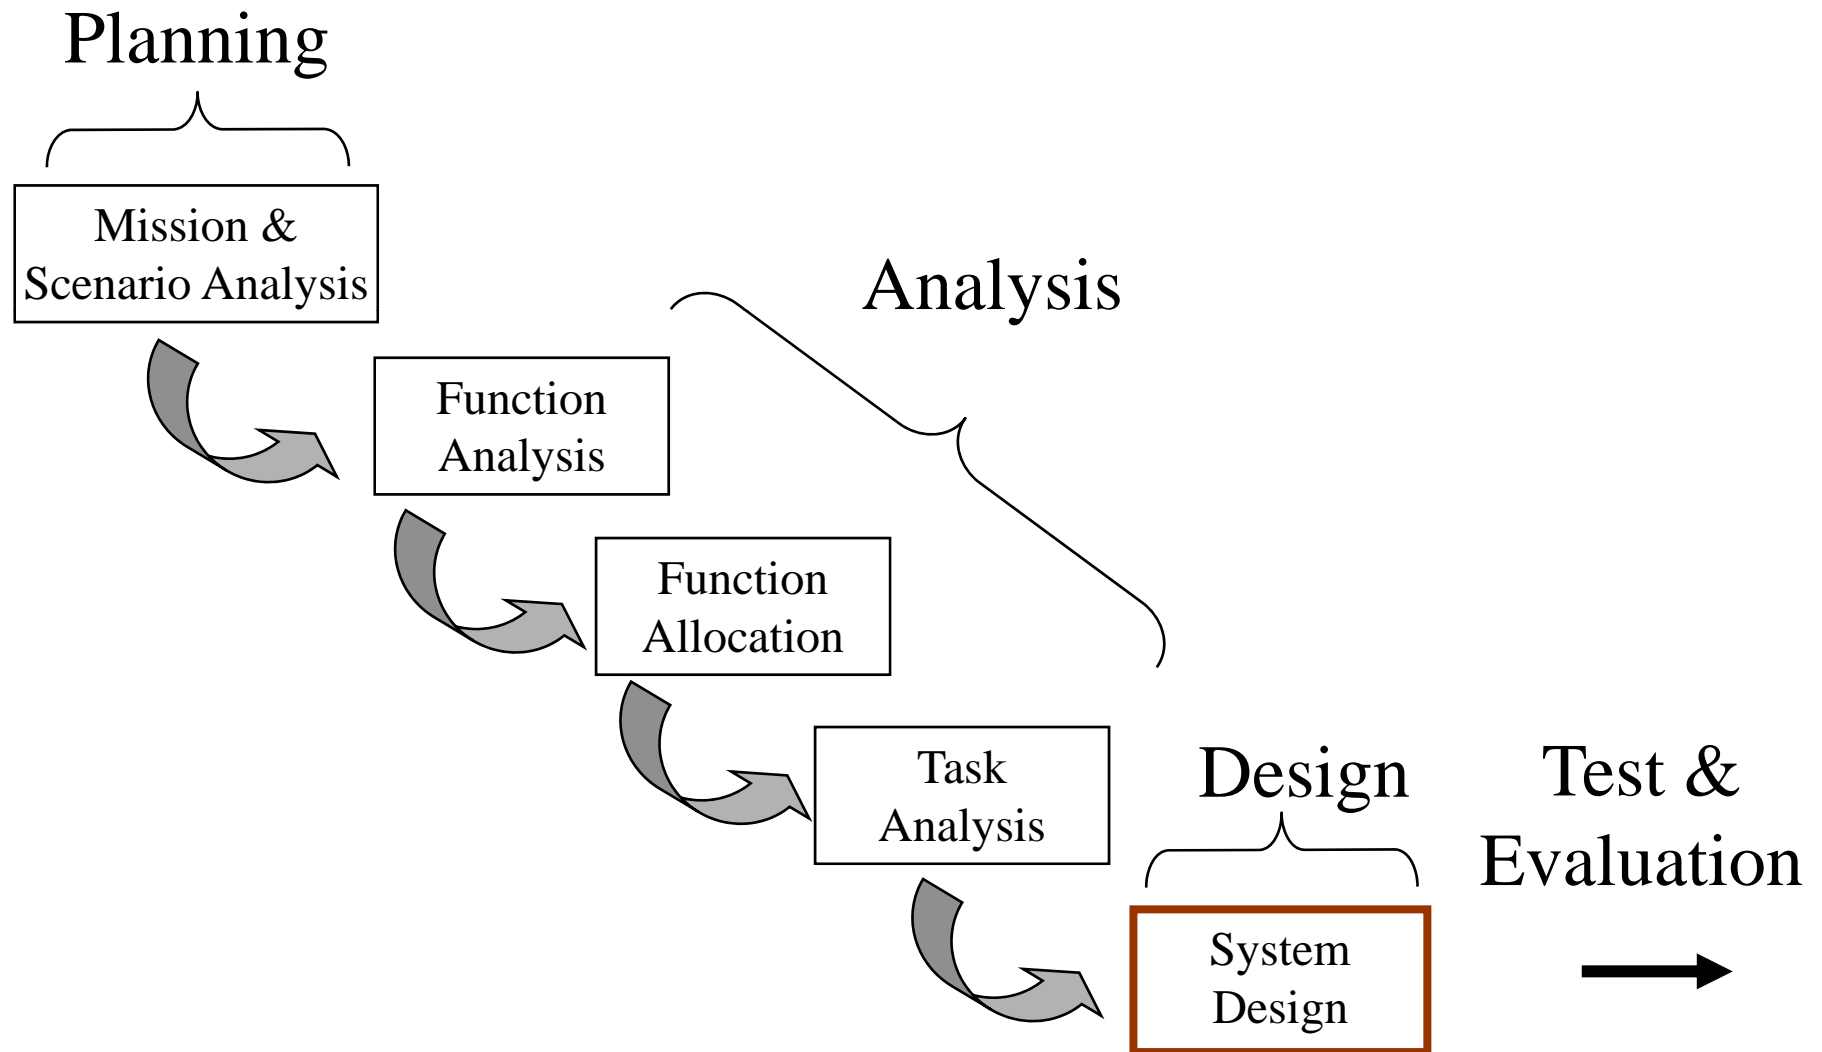 Planning
Mission &
Scenario Analysis
Analysis
Function
Analysis
Function
Allocation
Task
Analysis
Design
System
Design
Test &
Evaluation